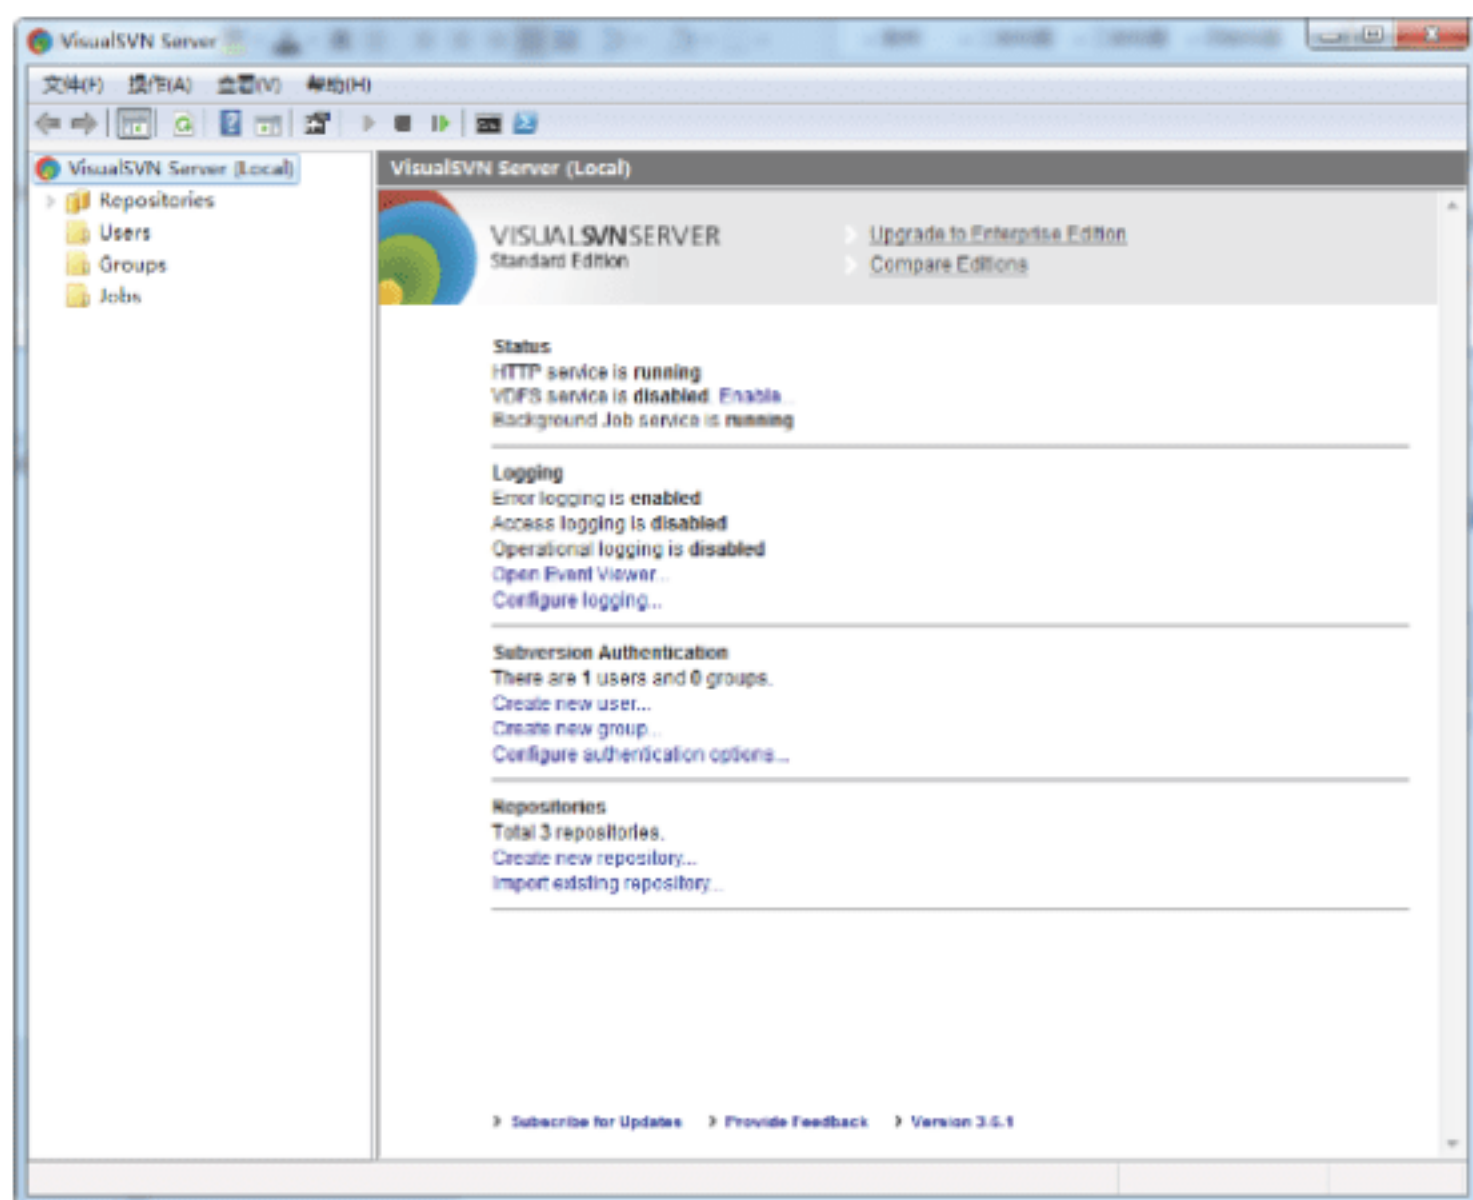 VisualSVN Server
文件(F) 操作(A) 查看(V) 帮助(H)
VisualSVN Server (Local)
Repositories
Users
Groups
Jobs
VisualSVN Server (Local)
VISUALSVNSERVER
Standard Edition
Upgrade to Enterprise Edition
Compare Editions
Status
HTTP service is running
VDFS service is disabled Enable...
Background Job service is running
Logging
Error logging is enabled
Access logging is disabled
Operational logging is disabled
Open Event Viewer...
Configure logging...
Subversion Authentication
There are 1 users and 0 groups.
Create new user...
Create new group...
Configure authentication options...
Repositories
Total 3 repositories.
Create new repository...
Import existing repository...
Subscribe for Updates Provide Feedback Version